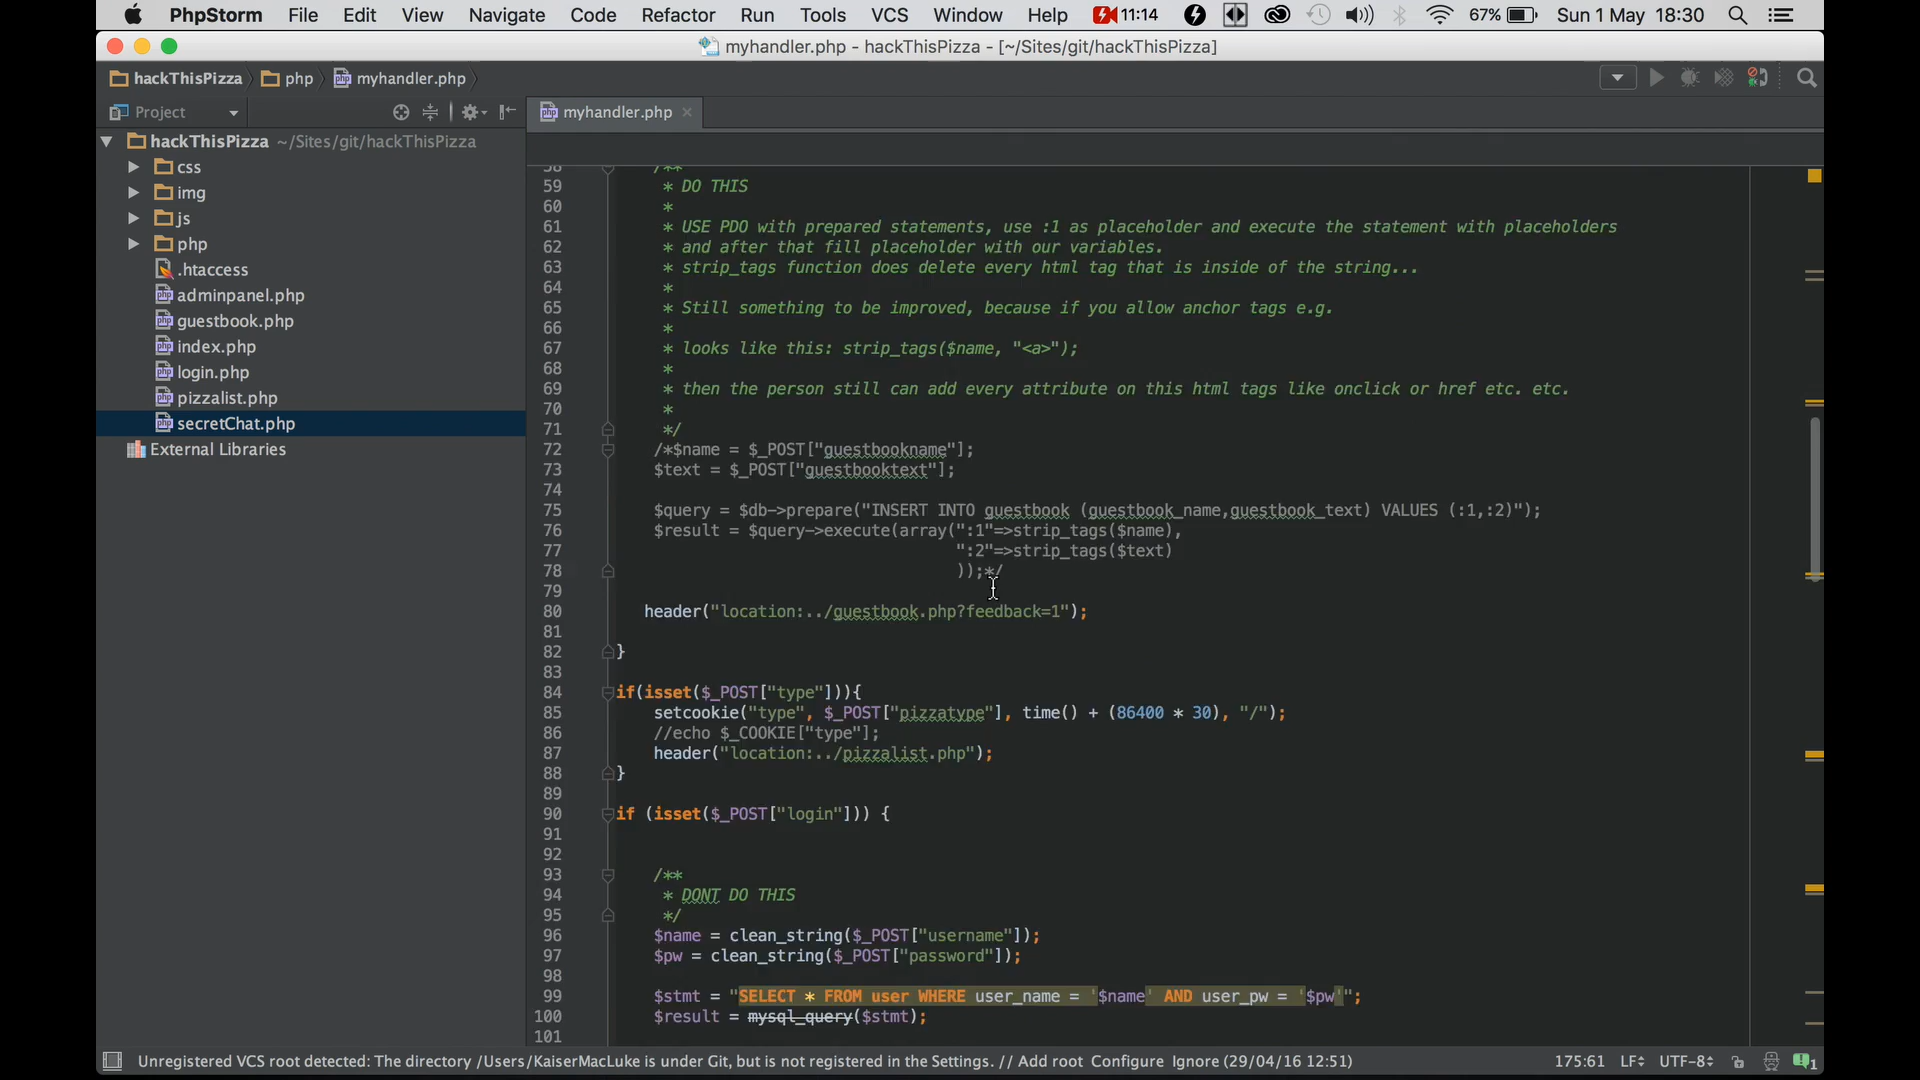 PhpStorm File Edit View Navigate Code Refactor Run Tools VCS Window Help 11:14 67% Sun 1 May 18:30
myhandler.php - hackThisPizza - [~/Sites/git/hackThisPizza]
hackThisPizza php myhandler.php
Project
myhandler.php
hackThisPizza ~/Sites/git/hackThisPizza
css
img
js
php
.htaccess
adminpanel.php
guestbook.php
index.php
login.php
pizzalist.php
secretChat.php
External Libraries
58 /**
59 * DO THIS
60 *
61 * USE PDO with prepared statements, use :1 as placeholder and execute the statement with placeholders
62 * and after that fill placeholder with our variables.
63 * strip_tags function does delete every html tag that is inside of the string...
64 *
65 * Still something to be improved, because if you allow anchor tags e.g.
66 *
67 * looks like this: strip_tags($name, "<a>");
68 *
69 * then the person still can add every attribute on this html tags like onclick or href etc. etc.
70 *
71 */
72 /*$name = $_POST["guestbookname"];
73 $text = $_POST["guestbooktext"];
74
75 $query = $db->prepare("INSERT INTO guestbook (guestbook_name,guestbook_text) VALUES (:1,:2)");
76 $result = $query->execute(array(":1"=>strip_tags($name),
77 ":2"=>strip_tags($text)
78 ));*/
79
80 header("location:../guestbook.php?feedback=1");
81
82 }
83
84 if(isset($_POST["type"])){
85 setcookie("type", $_POST["pizzatype"], time() + (86400 * 30), "/");
86 //echo $_COOKIE["type"];
87 header("location:../pizzalist.php");
88 }
89
90 if (isset($_POST["login"])) {
91
92
93 /**
94 * DONT DO THIS
95 */
96 $name = clean_string($_POST["username"]);
97 $pw = clean_string($_POST["password"]);
98
99 $stmt = "SELECT * FROM user WHERE user_name = '$name' AND user_pw = '$pw'";
100 $result = mysql_query($stmt);
101
Unregistered VCS root detected: The directory /Users/KaiserMacLuke is under Git, but is not registered in the Settings. // Add root Configure Ignore (29/04/16 12:51) 175:61 LF UTF-8 1